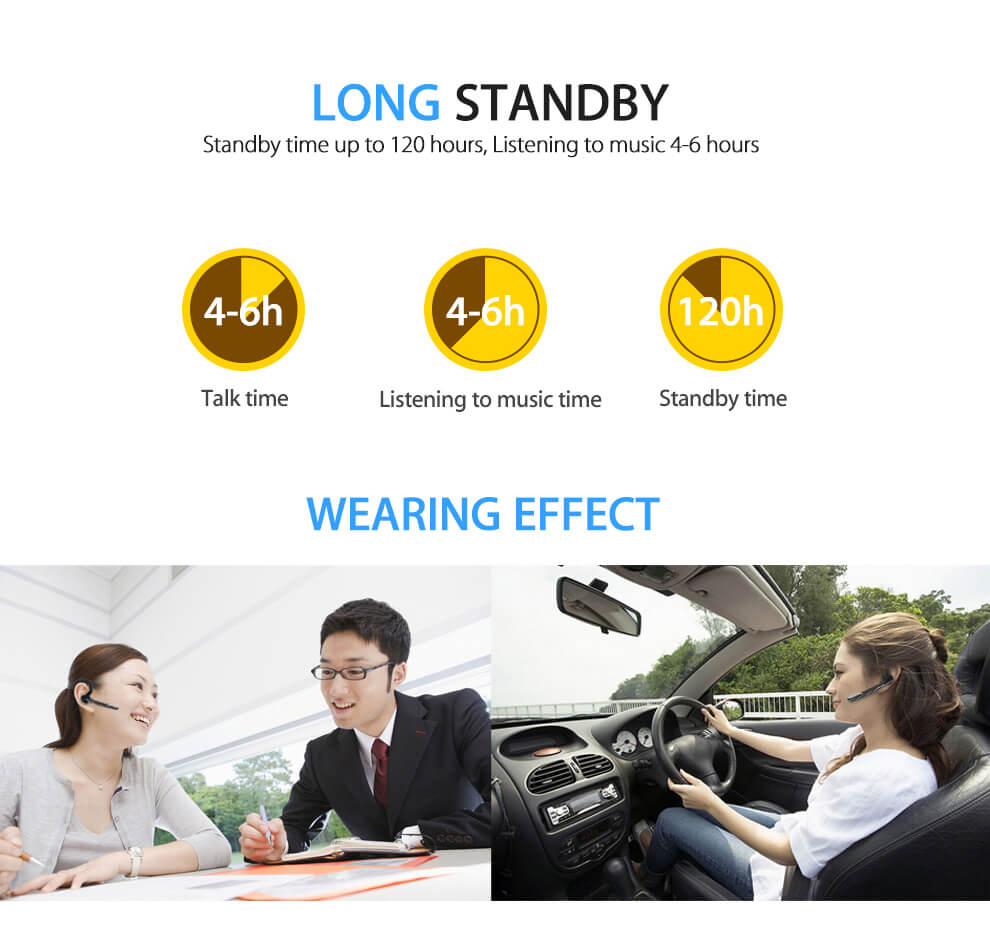 LONG STANDBY
Standby time up to 120 hours, Listening to music 4-6 hours
4-6h
4-6h
120h
Talk time
Listening to music time
Standby time
WEARING EFFECT